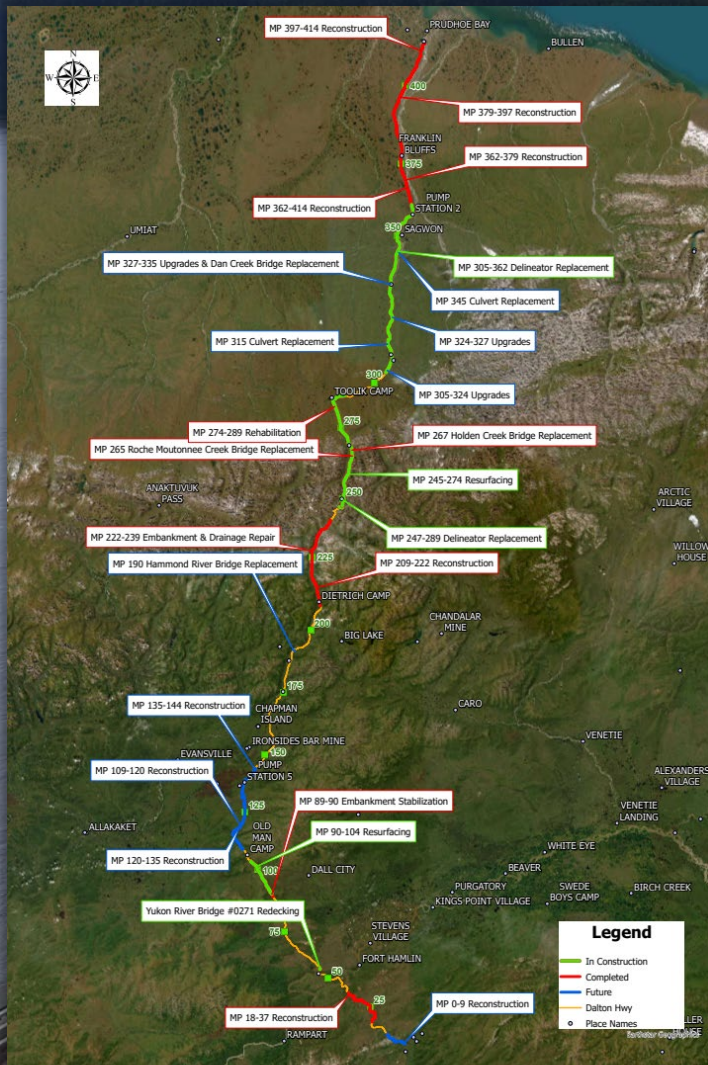 N
W
E
S
MP 397-414 Reconstruction
PRUDHOE BAY
BULLEN
400
MP 379-397 Reconstruction
FRANKLIN
BLUFFS
375
MP 362-379 Reconstruction
MP 362-414 Reconstruction
PUMP
STATION 2
350
SAGWON
UMIAT
MP 327-335 Upgrades & Dan Creek Bridge Replacement
MP 305-362 Delineator Replacement
MP 345 Culvert Replacement
MP 315 Culvert Replacement
MP 324-327 Upgrades
300
MP 305-324 Upgrades
TOOLIK CAMP
275
MP 274-289 Rehabilitation
MP 267 Holden Creek Bridge Replacement
MP 265 Roche Moutonnee Creek Bridge Replacement
MP 245-274 Resurfacing
ANAKTUVUK
PASS
250
ARCTIC
VILLAGE
MP 222-239 Embankment & Drainage Repair
MP 247-289 Delineator Replacement
WILLOW
HOUSE
225
MP 190 Hammond River Bridge Replacement
MP 209-222 Reconstruction
DIETRICH CAMP
CHANDALAR
MINE
200
BIG LAKE
175
MP 135-144 Reconstruction
CHAPMAN
ISLAND
CARO
VENETIE
IRONSIDES BAR MINE
EVANSVILLE
150
PUMP
STATION 5
MP 109-120 Reconstruction
ALEXANDERS
VILLAGE
MP 89-90 Embankment Stabilization
125
VENETIE
LANDING
ALLAKAKET
OLD
MAN
CAMP
MP 90-104 Resurfacing
WHITE EYE
MP 120-135 Reconstruction
100
DALL CITY
BEAVER
PURGATORY
KINGS POINT VILLAGE
SWEDE
BOYS CAMP
BIRCH CREEK
Yukon River Bridge #0271 Redecking
75
STEVENS
VILLAGE
FORT HAMLIN
50
MP 18-37 Reconstruction
25
MP 0-9 Reconstruction
RAMPART
Legend
In Construction
Completed
Future
Dalton Hwy
Place Names
LLER
HOUSE
Earthstar Geographics